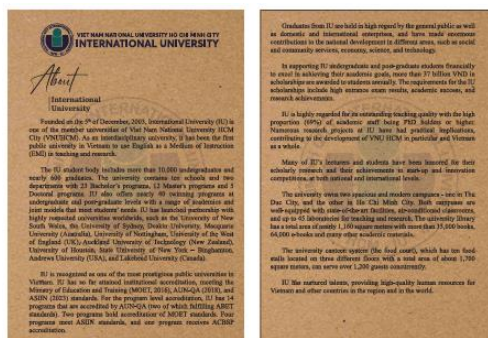 VIET NAM NATIONAL UNIVERSITY HO CHI MINH CITY
INTERNATIONAL UNIVERSITY
About
International
University
Founded on the 5th of December, 2003, International University (IU) is
one of the member universities of Viet Nam National University HCM
City (VNUHCM). As an interdisciplinary university, it has been the first
public university in Vietnam to use English as a Medium of Instruction
(EMI) in teaching and research.
The IU student body includes more than 10,000 undergraduates and
nearly 600 graduates. The university contains ten schools and two
departments with 25 Bachelor's programs, 12 Master's programs and 5
Doctoral programs. IU also offers nearly 40 twinning programs at
undergraduate and post-graduate levels with a range of academics and
joint models that meet students' needs. IU has launched partnership with
highly requested universities worldwide, such as the University of New
South Wales, the University of Sydney, Deakin University, Macquarie
University (Australia), University of Nottingham, University of the West
of England (UK), Auckland University of Technology (New Zealand),
University of Houston, State University of New York – Binghamton,
Andrews University (USA), and Lakehead University (Canada).
IU is recognized as one of the most prestigious public universities in
Vietnam. IU has so far attained institutional accreditation, meeting the
Ministry of Education and Training (MOET, 2016), AUN-QA (2018), and
ASIIN (2023) standards. For the program level accreditation, IU has 14
programs that are accredited by AUN-QA (two of which fulfilling ABET
standards). Two programs hold accreditation of MOET standards. Four
programs meet ASIIN standards, and one program receives ACBSP
accreditation.
Graduates from IU are held in high regard by the general public as well
as domestic and international enterprises, and have made enormous
contributions in the national development in different areas, such as social
and community services, economy, science, and technology.
In supporting IU undergraduate and post-graduate students financially
to excel in achieving their academic goals, more than 37 billion VND in
scholarships are awarded to students annually. The requirements for the IU
scholarships include high entrance exam results, academic success, and
research achievements.
IU is highly regarded for its outstanding teaching quality with the high
proportion (69%) of academic staff being PhD holders or higher.
Numerous research projects at IU have had practical implications,
contributing to the development of VNU HCM in particular and Vietnam
as a whole.
Many of IU's lecturers and students have been honored for their
scholarly research and their achievements in start-up and innovation
competitions, at both national and international levels.
The university owns two spacious and modern campuses – one in Thu
Duc City, and the other in Ho Chi Minh City. Both campuses are
well-equipped with state-of-the-art facilities, air-conditioned classrooms,
and up to 45 laboratories for teaching and research. The university library
has a total area of nearly 1,500 square meters with more than 35,000 books,
64,000 e-books and many other academic materials.
The university canteen system (the food court), which has ten food
stalls located on three different floors with a total area of about 1,700
square meters, can serve over 1,200 guests consistently.
IU has nurtured talents, providing high-quality human resources for
Vietnam and other countries in the region and in the world.